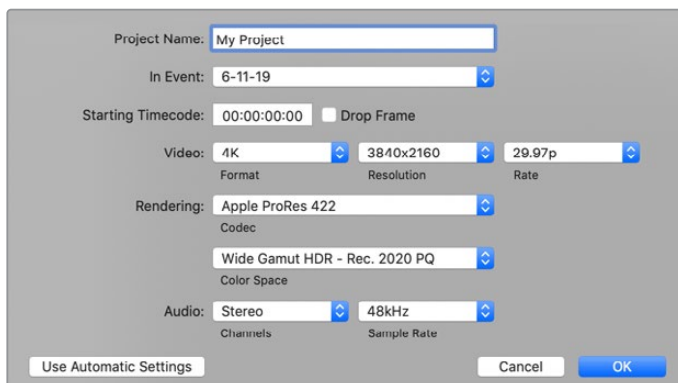 Project Name: My Project
In Event: 6-11-19
Starting Timecode: 00:00:00:00 Drop Frame
Video: 4K 3840x2160 29.97p
Format Resolution Rate
Rendering: Apple ProRes 422
Codec
Wide Gamut HDR - Rec. 2020 PQ
Color Space
Audio: Stereo 48kHz
Channels Sample Rate
Use Automatic Settings Cancel OK